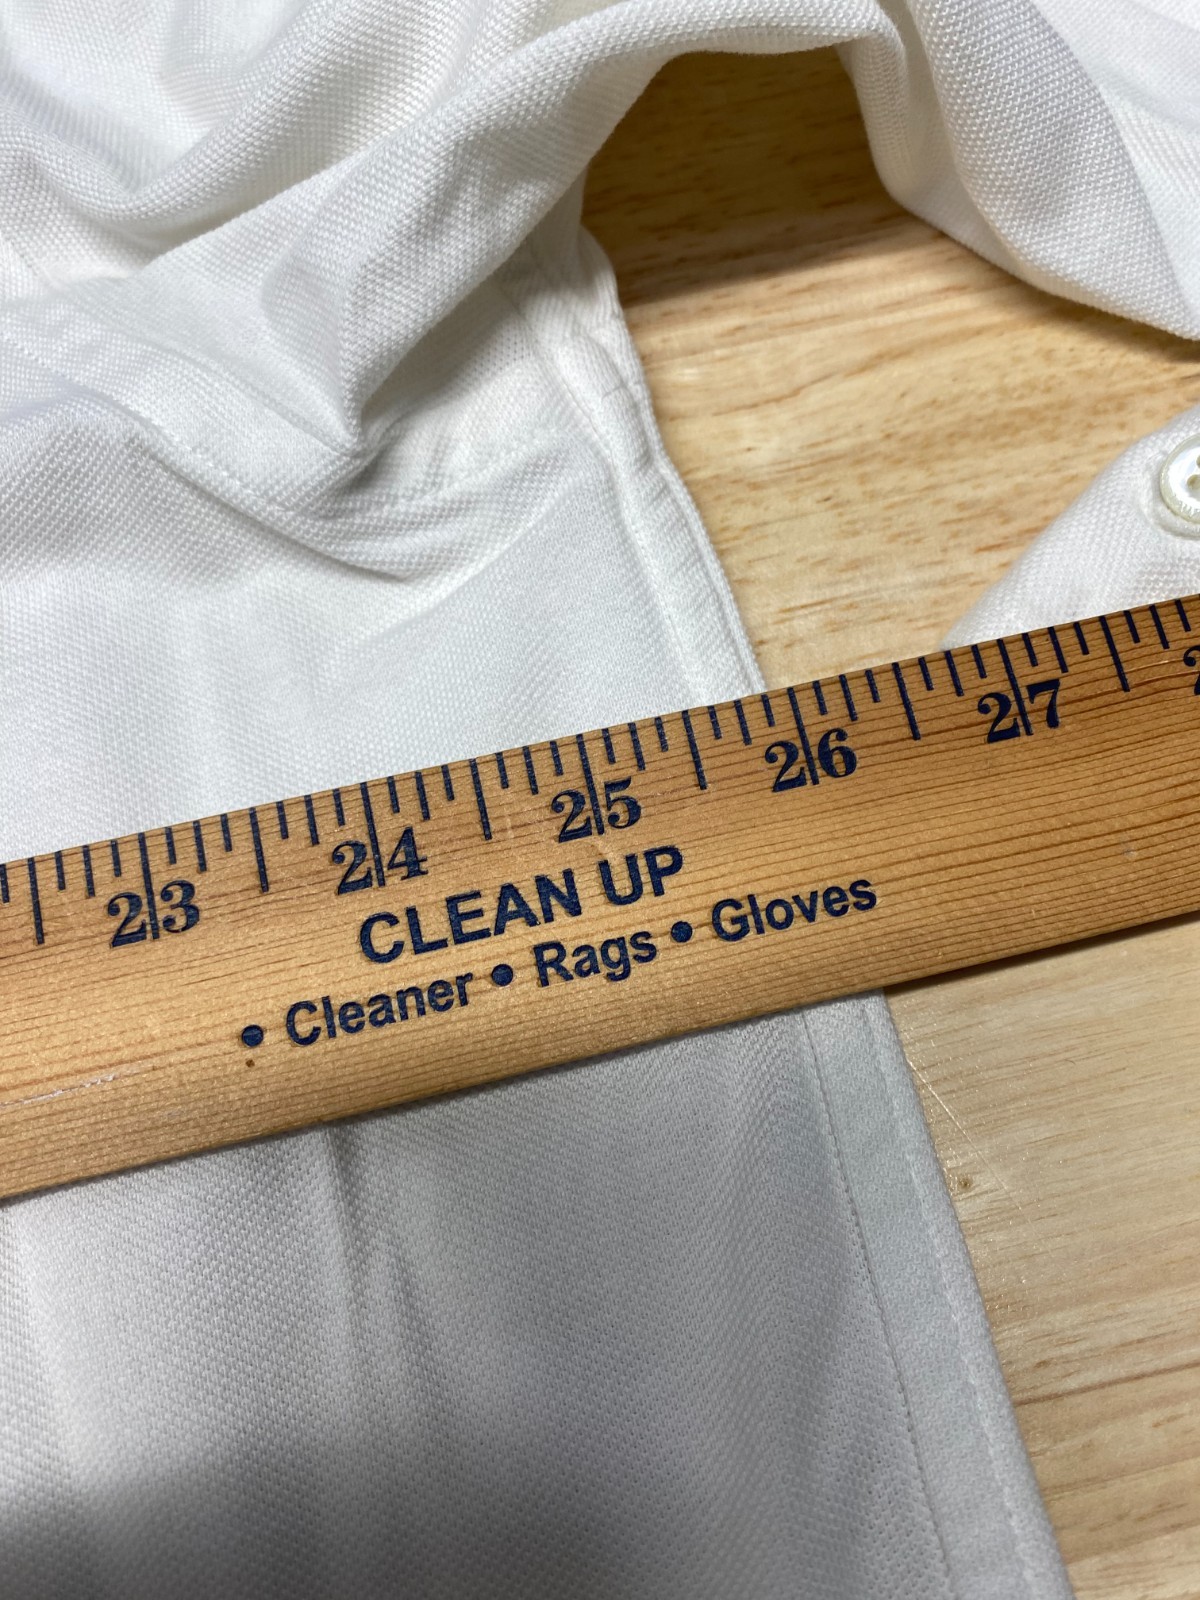 23 24 25 26 27
CLEAN UP
• Cleaner • Rags • Gloves